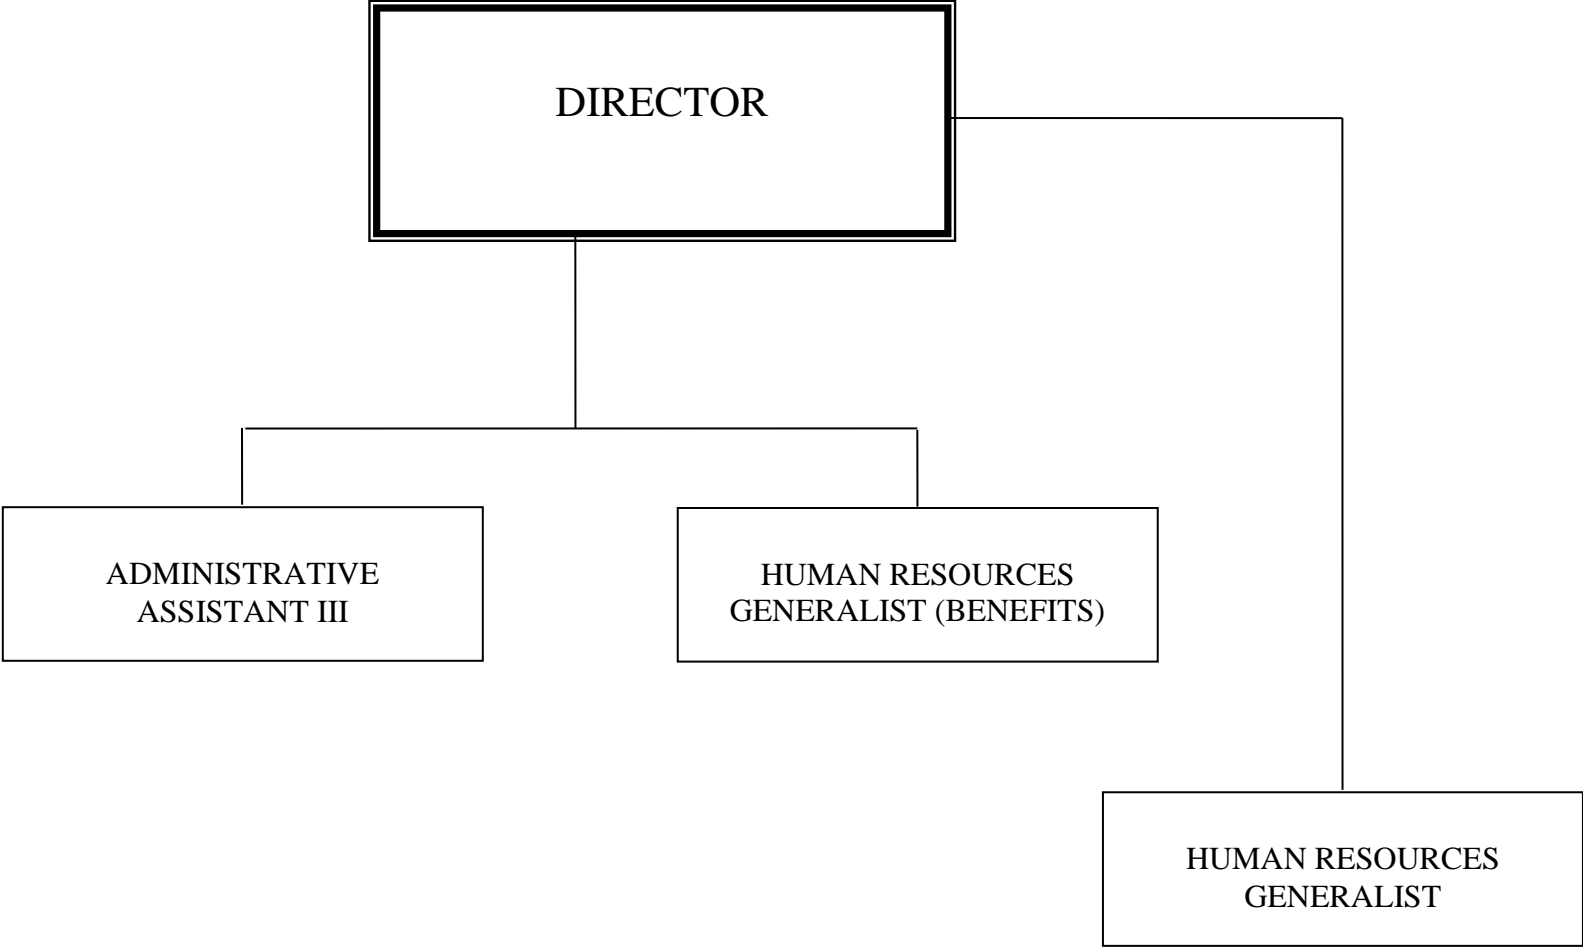 DIRECTOR
ADMINISTRATIVE
ASSISTANT III
HUMAN RESOURCES
GENERALIST (BENEFITS)
HUMAN RESOURCES
GENERALIST